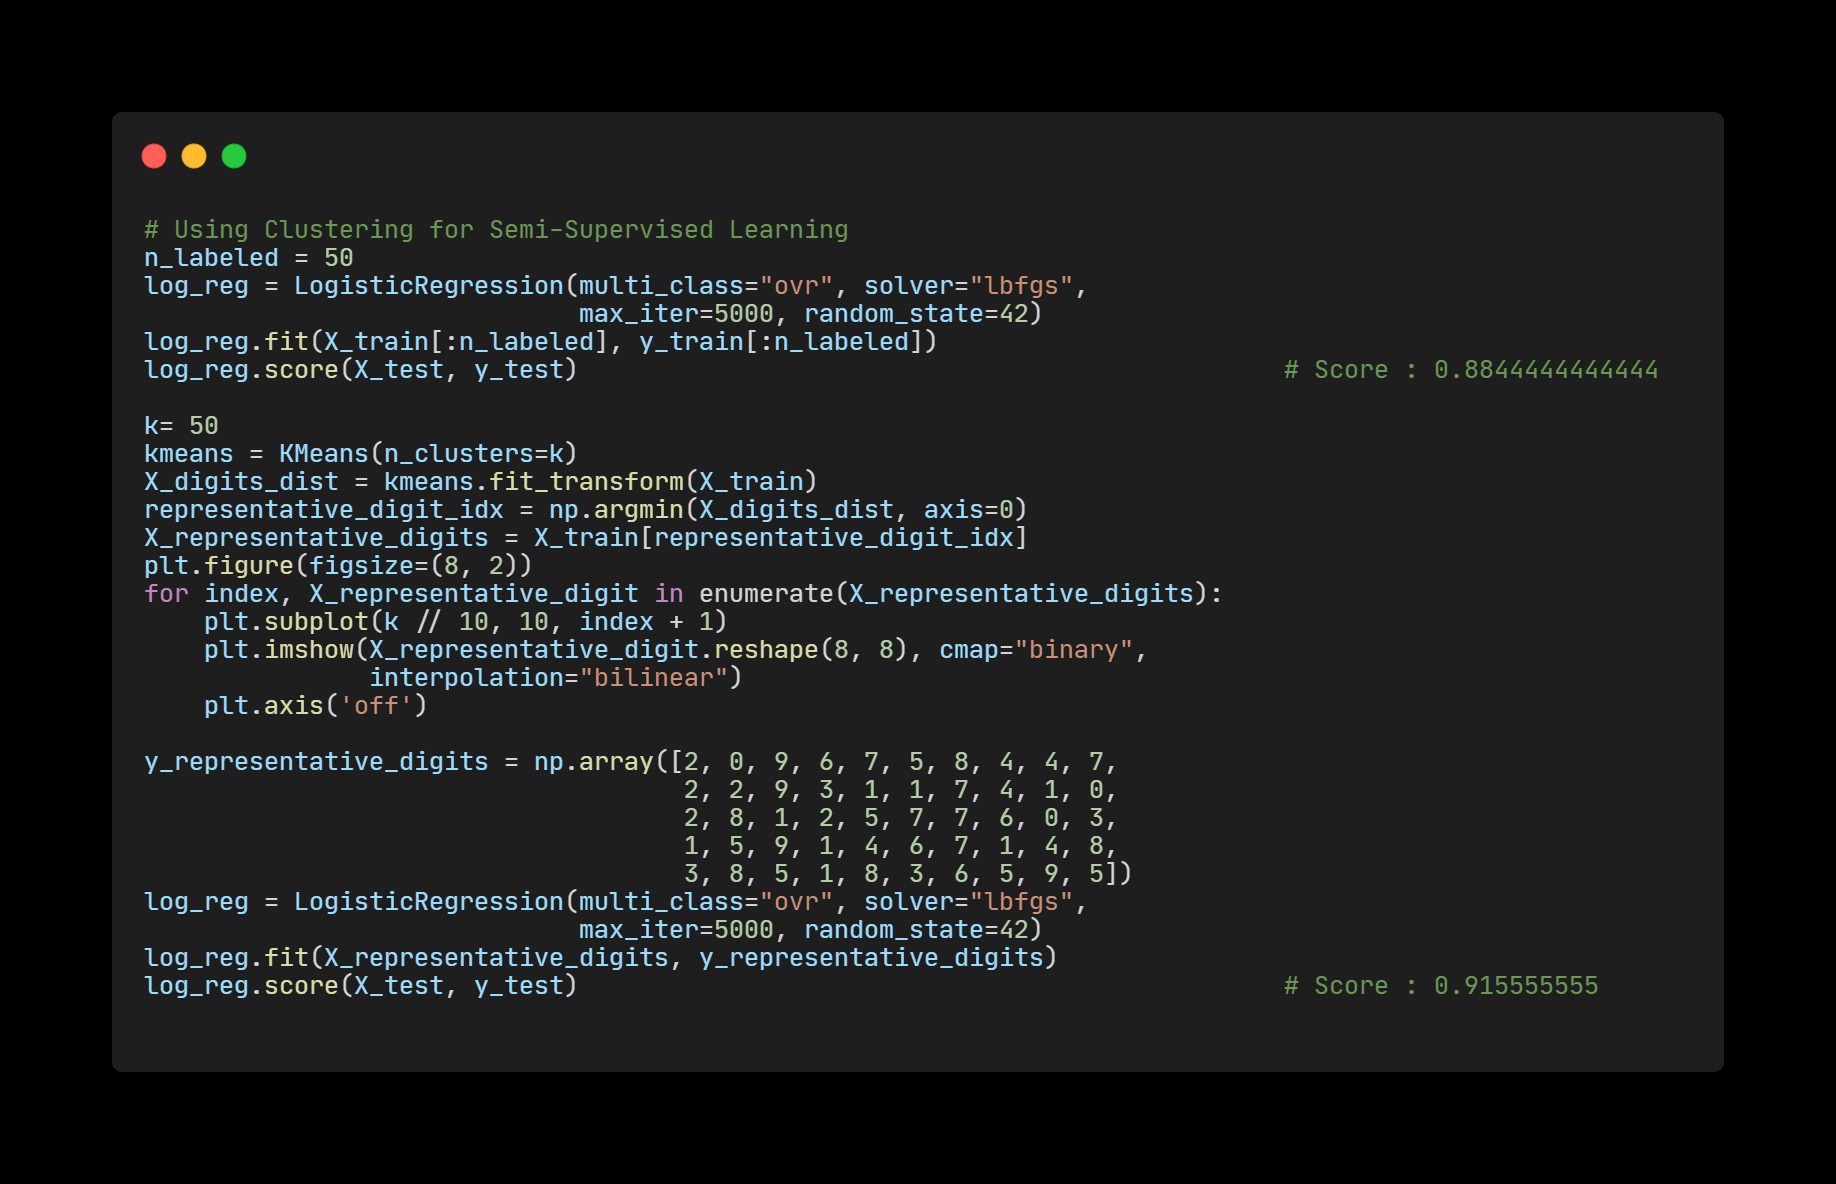 # Using Clustering for Semi-Supervised Learning
n_labeled = 50
log_reg = LogisticRegression(multi_class="ovr", solver="lbfgs",
                             max_iter=5000, random_state=42)
log_reg.fit(X_train[:n_labeled], y_train[:n_labeled])
log_reg.score(X_test, y_test)                                               # Score : 0.8844444444444

k= 50
kmeans = KMeans(n_clusters=k)
X_digits_dist = kmeans.fit_transform(X_train)
representative_digit_idx = np.argmin(X_digits_dist, axis=0)
X_representative_digits = X_train[representative_digit_idx]
plt.figure(figsize=(8, 2))
for index, X_representative_digit in enumerate(X_representative_digits):
    plt.subplot(k // 10, 10, index + 1)
    plt.imshow(X_representative_digit.reshape(8, 8), cmap="binary",
               interpolation="bilinear")
    plt.axis('off')

y_representative_digits = np.array([2, 0, 9, 6, 7, 5, 8, 4, 4, 7,
                                    2, 2, 9, 3, 1, 1, 7, 4, 1, 0,
                                    2, 8, 1, 2, 5, 7, 7, 6, 0, 3,
                                    1, 5, 9, 1, 4, 6, 7, 1, 4, 8,
                                    3, 8, 5, 1, 8, 3, 6, 5, 9, 5])
log_reg = LogisticRegression(multi_class="ovr", solver="lbfgs",
                             max_iter=5000, random_state=42)
log_reg.fit(X_representative_digits, y_representative_digits)
log_reg.score(X_test, y_test)                                               # Score : 0.915555555